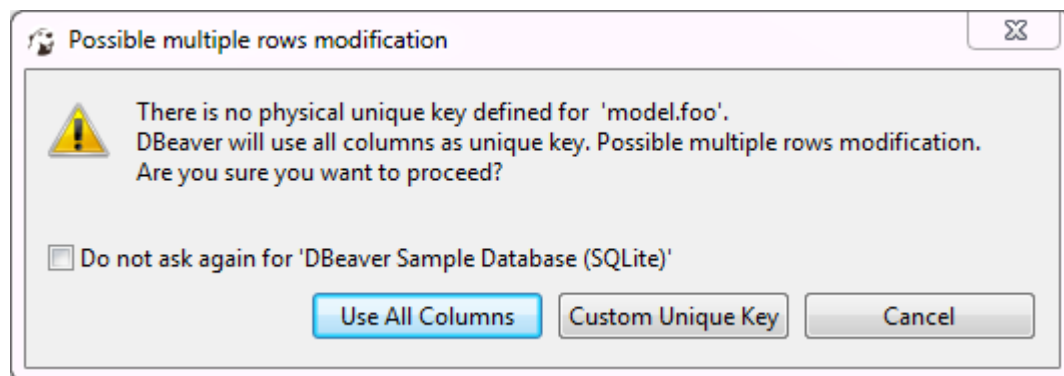 Possible multiple rows modification
There is no physical unique key defined for 'model.foo'.
DBeaver will use all columns as unique key. Possible multiple rows modification.
Are you sure you want to proceed?
Do not ask again for 'DBeaver Sample Database (SQLite)'
Use All Columns Custom Unique Key Cancel